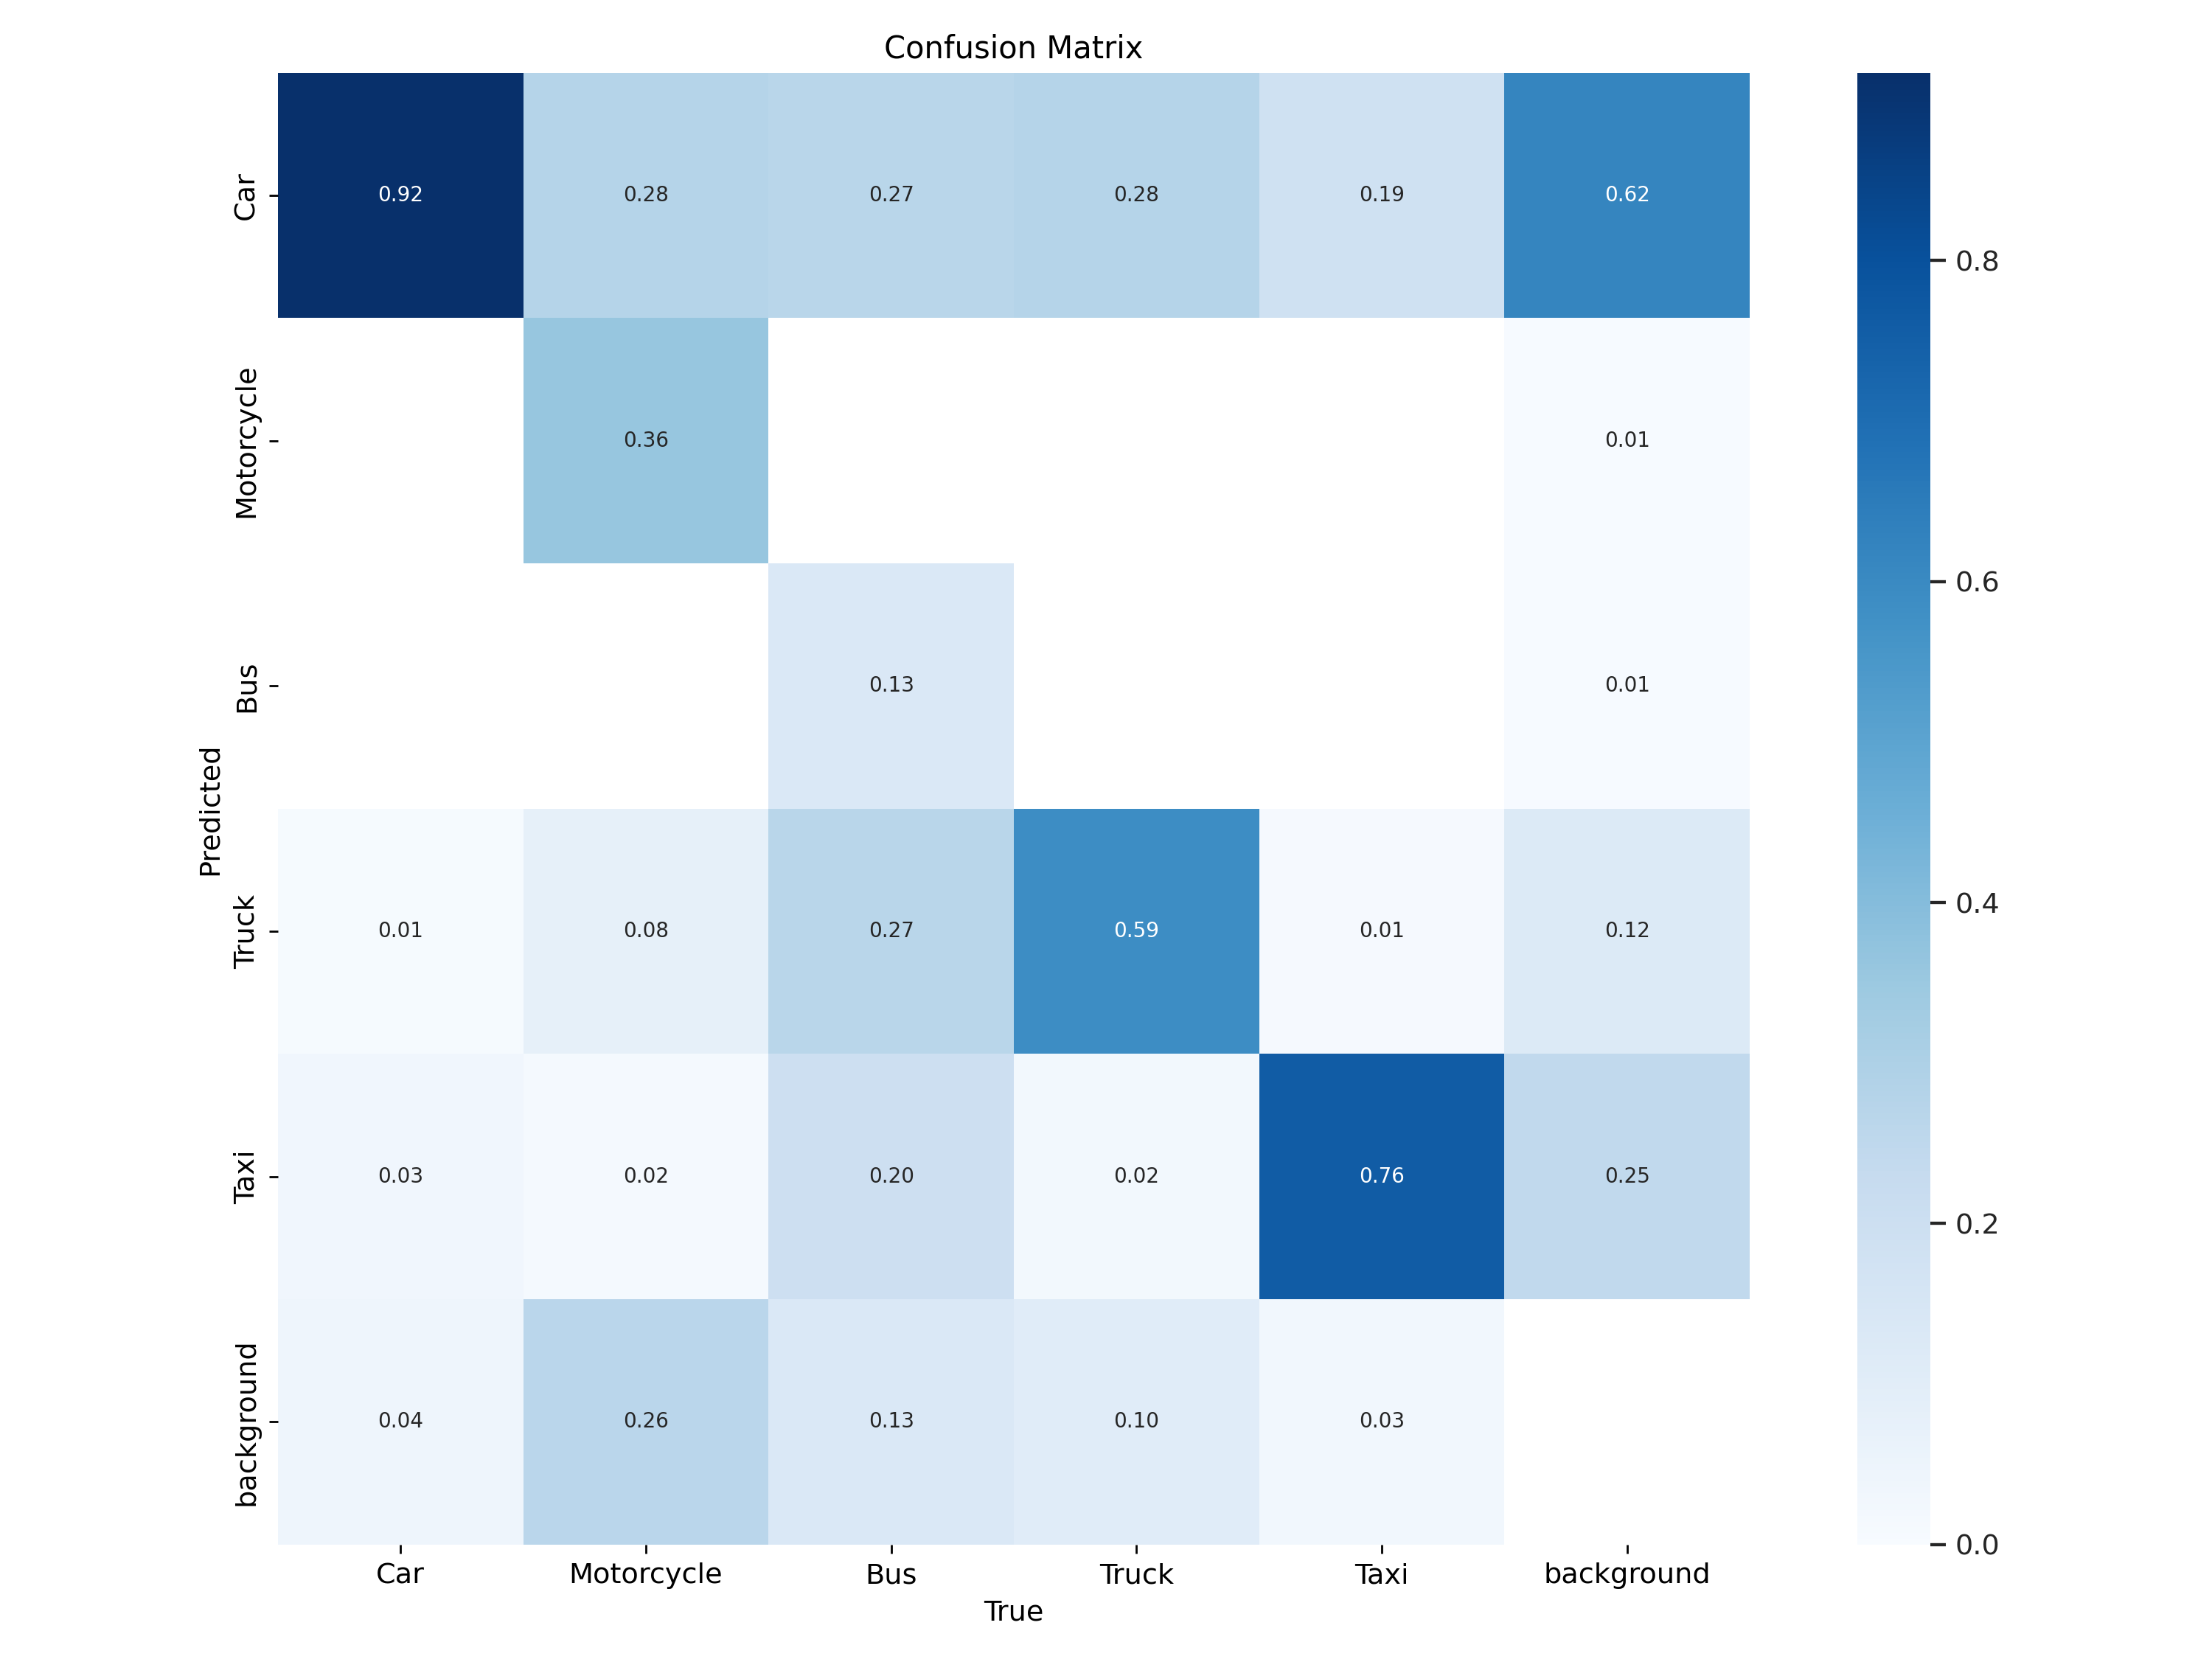 Confusion Matrix
Car
0.92 0.28 0.27 0.28 0.19 0.62
Motorcycle
0.36 0.01
Bus
0.13 0.01
Truck
0.01 0.08 0.27 0.59 0.01 0.12
Taxi
0.03 0.02 0.20 0.02 0.76 0.25
background
0.04 0.26 0.13 0.10 0.03
Predicted
Car Motorcycle Bus Truck Taxi background
True
0.8
0.6
0.4
0.2
0.0